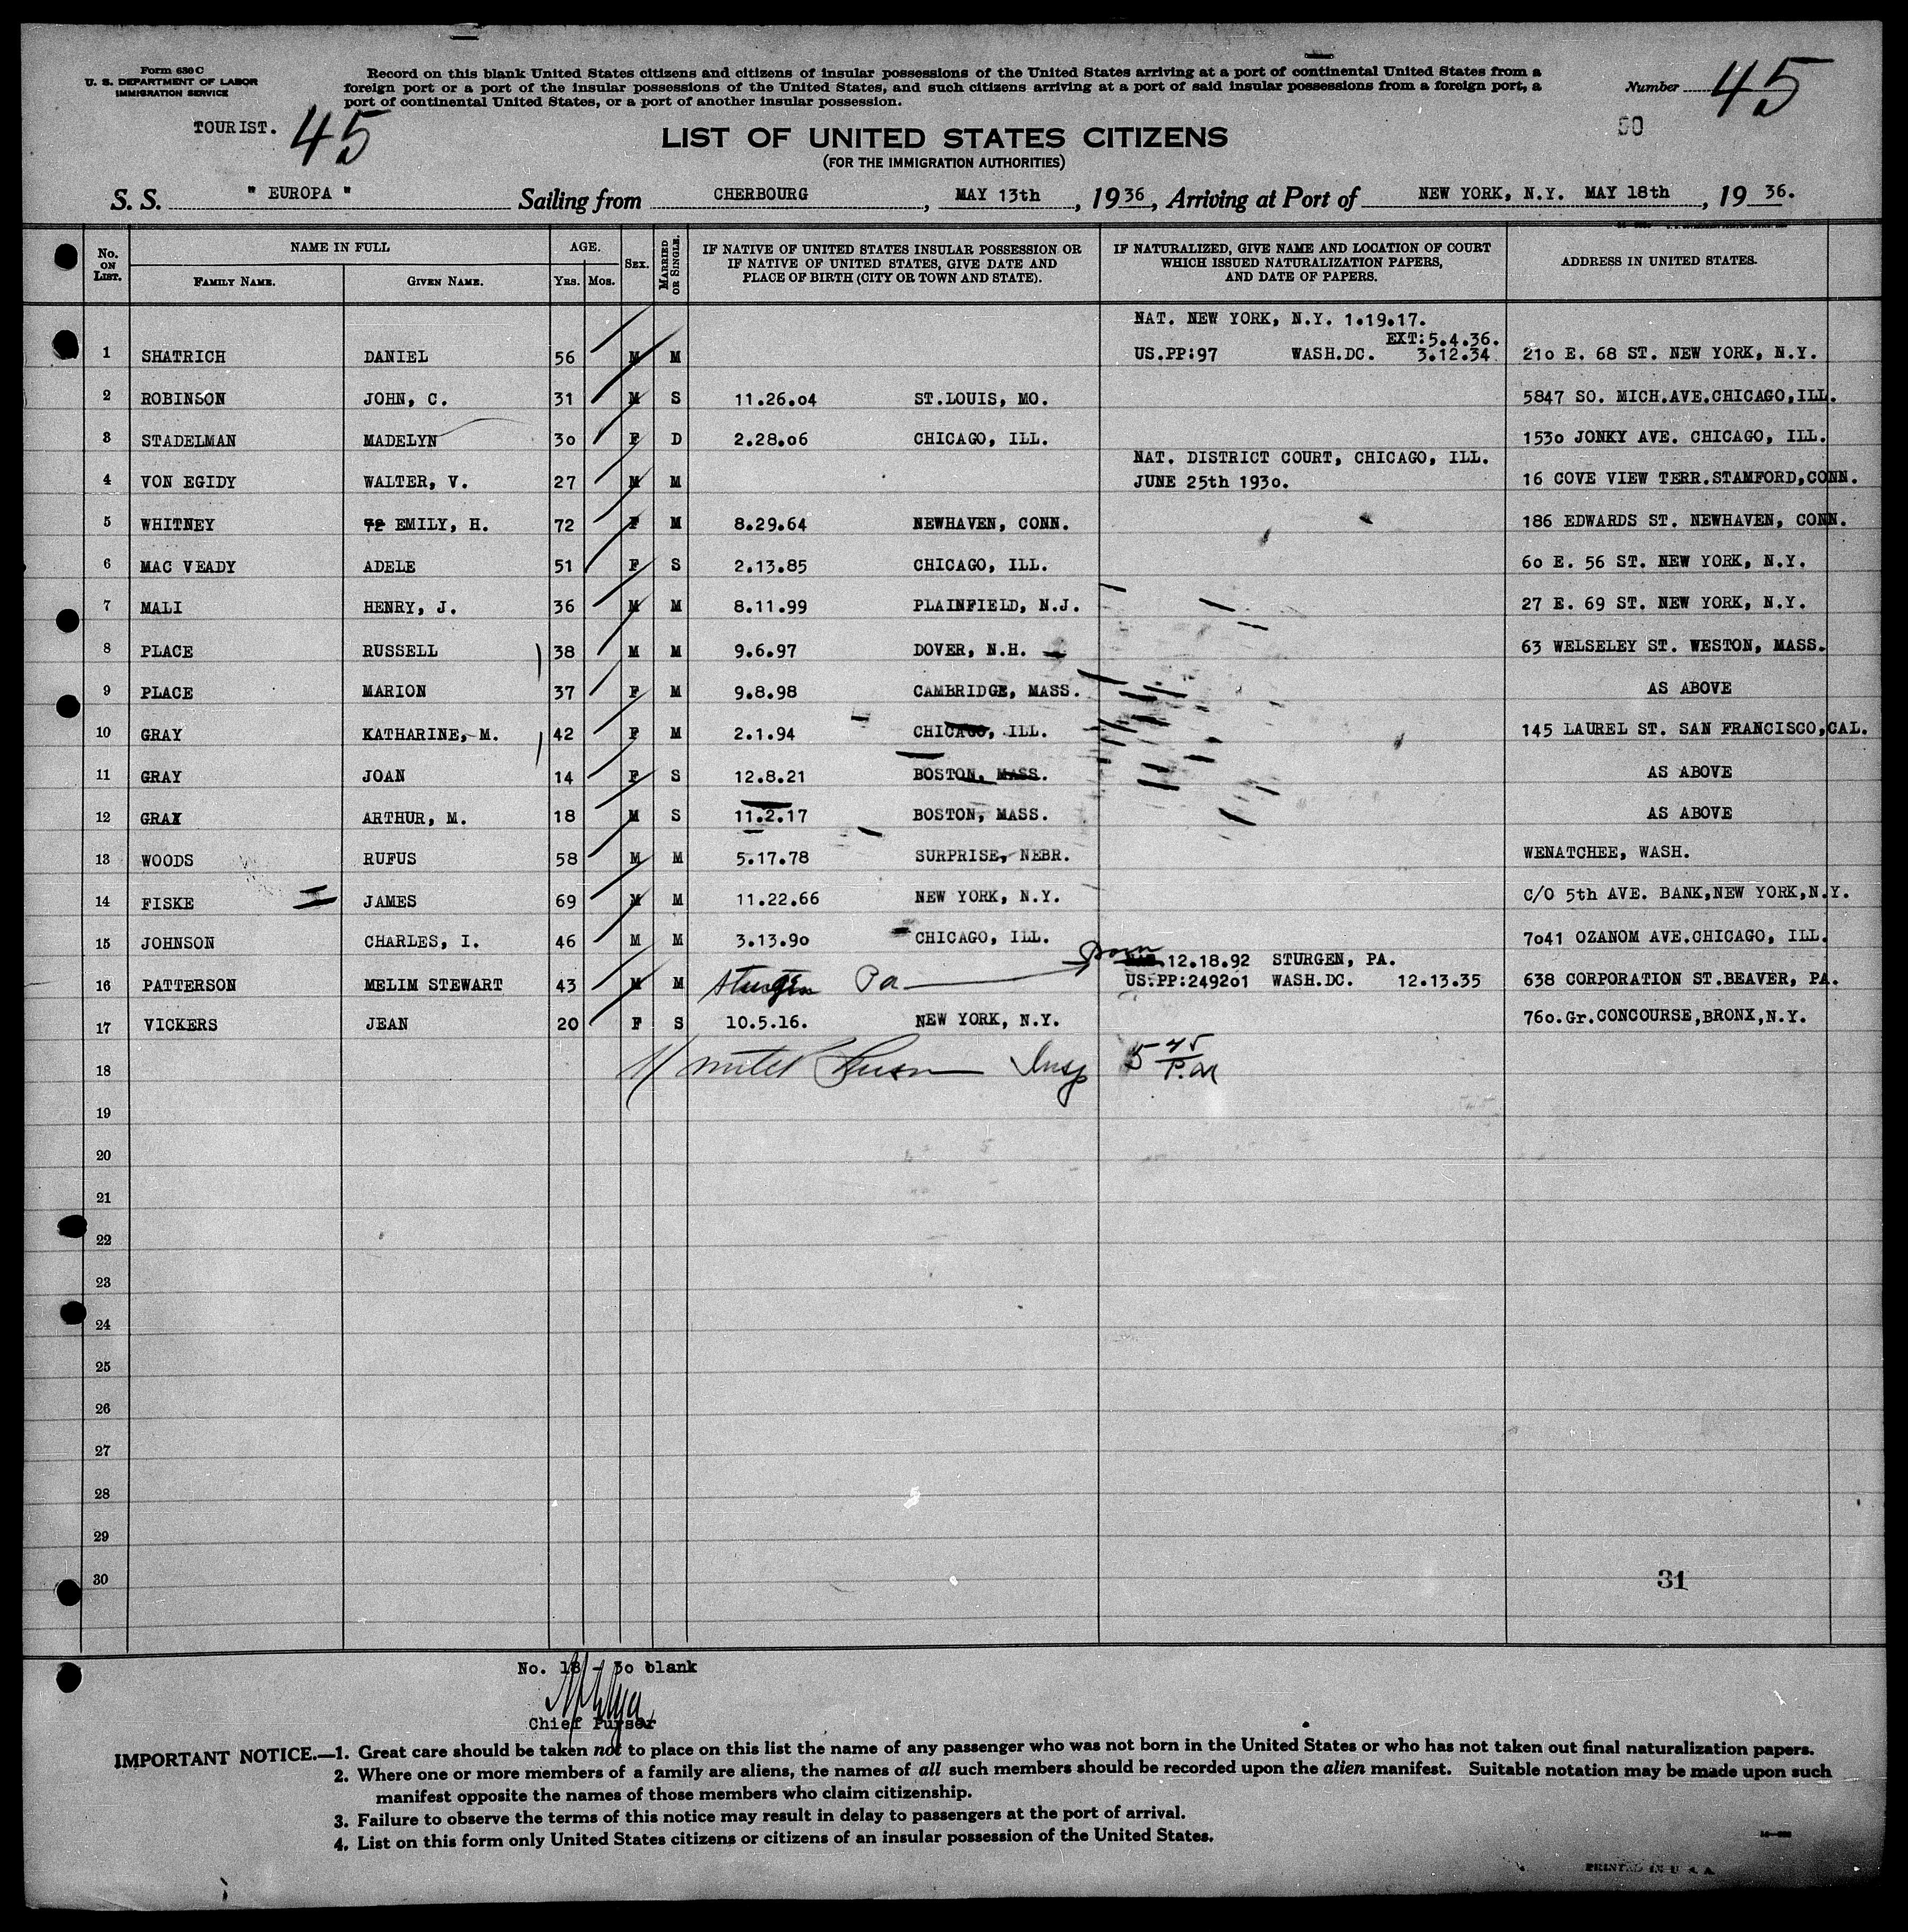 Form 630 C
U. S. DEPARTMENT OF LABOR
IMMIGRATION SERVICE
Record on this blank United States citizens and citizens of insular possessions of the United States arriving at a port of continental United States from a
foreign port or a port of the insular possessions of the United States, and such citizens arriving at a port of said insular possessions from a foreign port, a
port of continental United States, or a port of another insular possession.
Number 45
TOURIST. 45
50
LIST OF UNITED STATES CITIZENS
(FOR THE IMMIGRATION AUTHORITIES)
S. S. " EUROPA " Sailing from CHERBOURG, MAY 13th, 1936, Arriving at Port of NEW YORK, N.Y. MAY 18th, 1936.
No. ON LIST. NAME IN FULL AGE. SEX. MARRIED OR SINGLE. IF NATIVE OF UNITED STATES INSULAR POSSESSION OR IF NATIVE OF UNITED STATES, GIVE DATE AND PLACE OF BIRTH (CITY OR TOWN AND STATE). IF NATURALIZED, GIVE NAME AND LOCATION OF COURT WHICH ISSUED NATURALIZATION PAPERS, AND DATE OF PAPERS. ADDRESS IN UNITED STATES.
FAMILY NAME. GIVEN NAME. YRS. MOS.
NAT. NEW YORK, N.Y. 1.19.17.
EXT:5.4.36.
1 SHATRICH DANIEL 56 M M US.PP:97 WASH.DC. 3.12.34. 210 E. 68 ST. NEW YORK, N.Y.
2 ROBINSON JOHN, C. 31 M S 11.26.04 ST.LOUIS, MO. 5847 SO. MICH.AVE.CHICAGO,ILL.
3 STADELMAN MADELYN 30 F D 2.28.06 CHICAGO, ILL. 1530 JONKY AVE. CHICAGO, ILL.
NAT. DISTRICT COURT, CHICAGO, ILL.
4 VON EGIDY WALTER, V. 27 M M JUNE 25th 1930. 16 COVE VIEW TERR.STAMFORD,CONN.
5 WHITNEY 72 EMILY, H. 72 F M 8.29.64 NEWHAVEN, CONN. 186 EDWARDS ST. NEWHAVEN, CONN.
6 MAC VEADY ADELE 51 F S 2.13.85 CHICAGO, ILL. 60 E. 56 ST. NEW YORK, N.Y.
7 MALI HENRY, J. 36 M M 8.11.99 PLAINFIELD, N.J. 27 E. 69 ST. NEW YORK, N.Y.
8 PLACE RUSSELL 38 M M 9.6.97 DOVER, N.H. 63 WELSELEY ST. WESTON, MASS.
9 PLACE MARION 37 F M 9.8.98 CAMBRIDGE, MASS. AS ABOVE
10 GRAY KATHARINE, M. 42 F M 2.1.94 CHICAGO, ILL. 145 LAUREL ST. SAN FRANCISCO,CAL.
11 GRAY JOAN 14 F S 12.8.21 BOSTON, MASS. AS ABOVE
12 GRAY ARTHUR, M. 18 M S 11.2.17 BOSTON, MASS. AS ABOVE
13 WOODS RUFUS 58 M M 5.17.78 SURPRISE, NEBR. WENATCHEE, WASH.
14 FISKE JAMES 69 M M 11.22.66 NEW YORK, N.Y. C/O 5th AVE. BANK,NEW YORK,N.Y.
15 JOHNSON CHARLES, I. 46 M M 3.13.90 CHICAGO, ILL. 7041 OZANOM AVE.CHICAGO, ILL.
Born 12.18.92 STURGEN, PA.
16 PATTERSON MELIM STEWART 43 M M Sturgen Pa US.PP:249201 WASH.DC. 12.13.35 638 CORPORATION ST.BEAVER, PA.
17 VICKERS JEAN 20 F S 10.5.16. NEW YORK, N.Y. 760.Gr.CONCOURSE,BRONX,N.Y.
18 Insp 5 45 P.M
19
20
21
22
23
24
25
26
27
28
29
30
31
No. 18 - 30 blank
Chief Purser
IMPORTANT NOTICE.—1. Great care should be taken not to place on this list the name of any passenger who was not born in the United States or who has not taken out final naturalization papers.
2. Where one or more members of a family are aliens, the names of all such members should be recorded upon the alien manifest. Suitable notation may be made upon such
manifest opposite the names of those members who claim citizenship.
3. Failure to observe the terms of this notice may result in delay to passengers at the port of arrival.
4. List on this form only United States citizens or citizens of an insular possession of the United States.
PRINTED IN U. S. A.